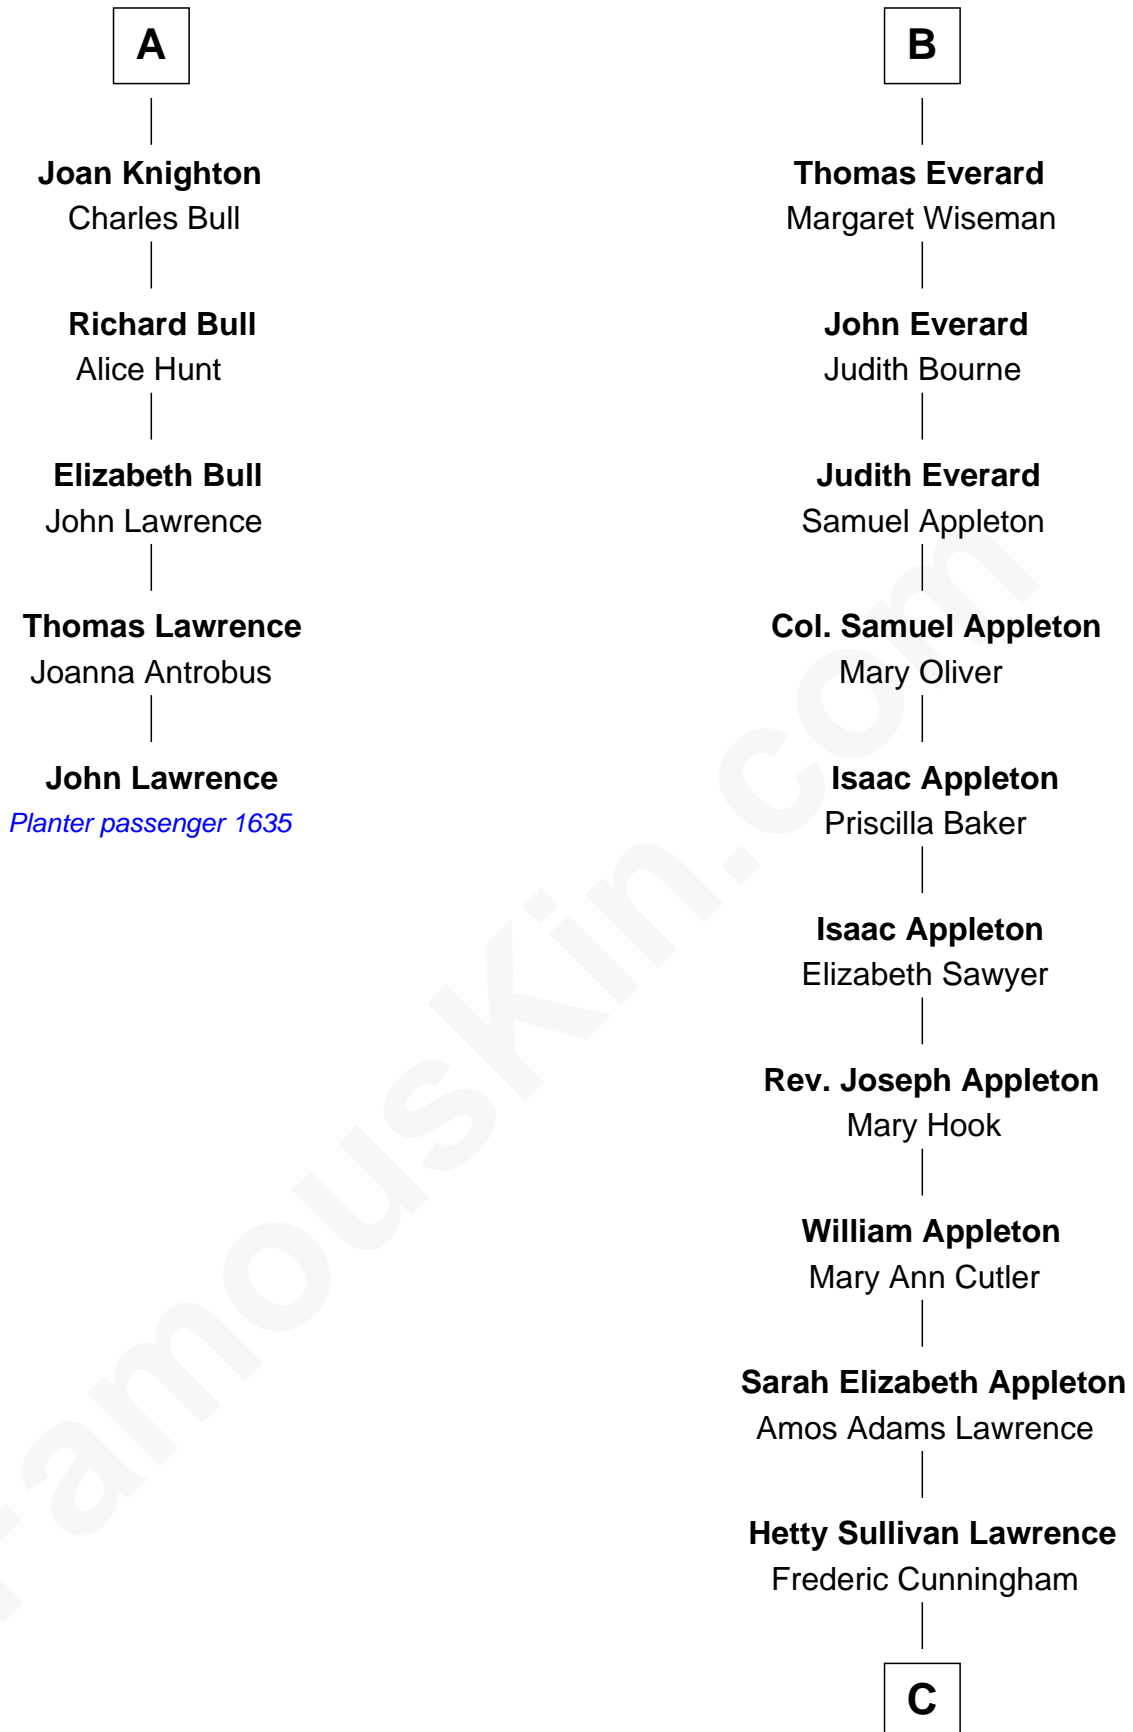 A
Joan Knighton
Charles Bull
Richard Bull
Alice Hunt
Elizabeth Bull
John Lawrence
Thomas Lawrence
Joanna Antrobus
John Lawrence
Planter passenger 1635
B
Thomas Everard
Margaret Wiseman
John Everard
Judith Bourne
Judith Everard
Samuel Appleton
Col. Samuel Appleton
Mary Oliver
Isaac Appleton
Priscilla Baker
Isaac Appleton
Elizabeth Sawyer
Rev. Joseph Appleton
Mary Hook
William Appleton
Mary Ann Cutler
Sarah Elizabeth Appleton
Amos Adams Lawrence
Hetty Sullivan Lawrence
Frederic Cunningham
C
FamousKin.com